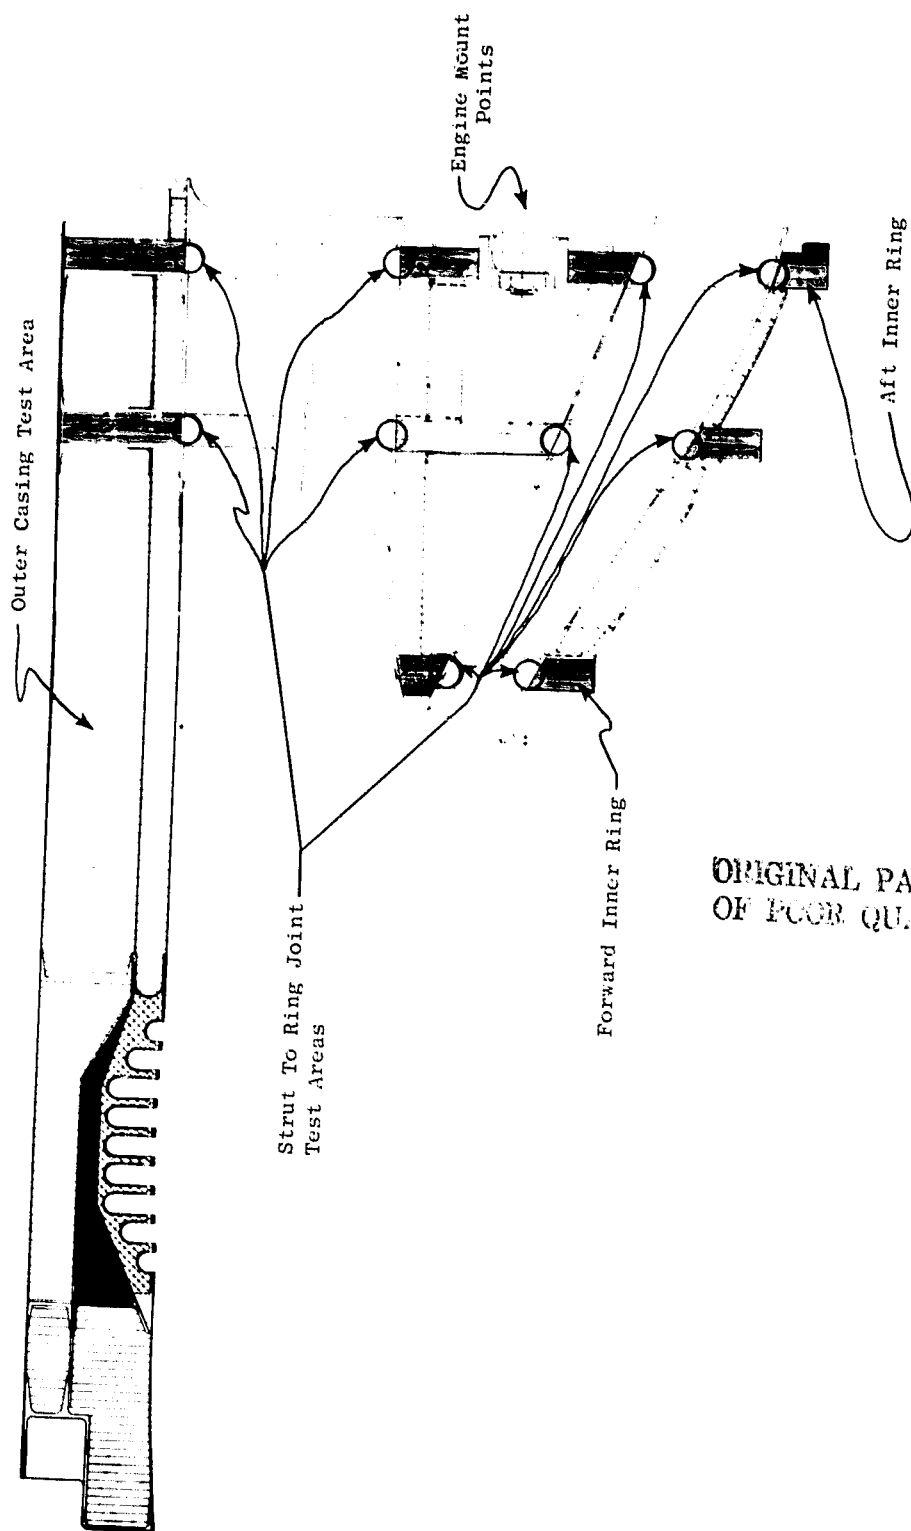 Outer Casing Test Area
Engine Mount
Points
Strut To Ring Joint
Test Areas
Forward Inner Ring
Aft Inner Ring
ORIGINAL PA
OF POOR QU